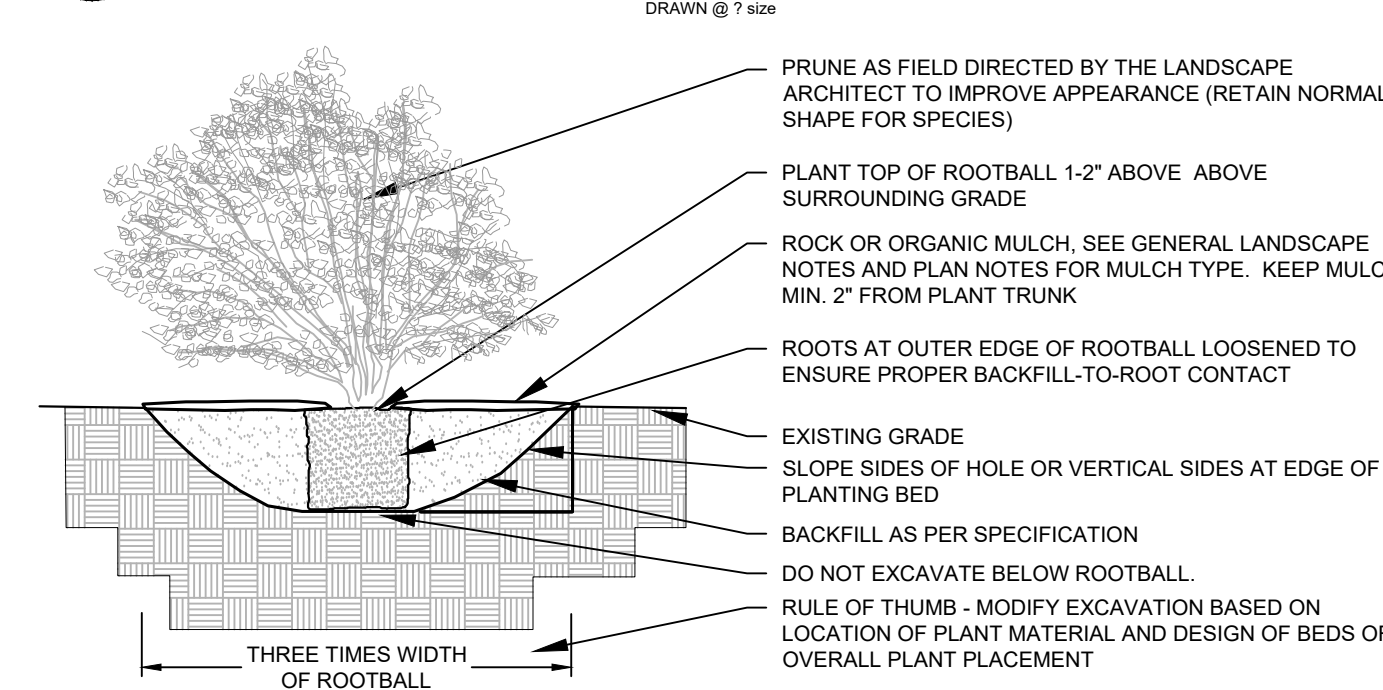 DRAWN @ ? size
PRUNE AS FIELD DIRECTED BY THE LANDSCAPE
ARCHITECT TO IMPROVE APPEARANCE (RETAIN NORMAL
SHAPE FOR SPECIES)
PLANT TOP OF ROOTBALL 1-2" ABOVE ABOVE
SURROUNDING GRADE
ROCK OR ORGANIC MULCH, SEE GENERAL LANDSCAPE
NOTES AND PLAN NOTES FOR MULCH TYPE. KEEP MULC
MIN. 2" FROM PLANT TRUNK
ROOTS AT OUTER EDGE OF ROOTBALL LOOSENED TO
ENSURE PROPER BACKFILL-TO-ROOT CONTACT
EXISTING GRADE
SLOPE SIDES OF HOLE OR VERTICAL SIDES AT EDGE OF
PLANTING BED
BACKFILL AS PER SPECIFICATION
DO NOT EXCAVATE BELOW ROOTBALL.
RULE OF THUMB - MODIFY EXCAVATION BASED ON
LOCATION OF PLANT MATERIAL AND DESIGN OF BEDS OR
OVERALL PLANT PLACEMENT
THREE TIMES WIDTH
OF ROOTBALL